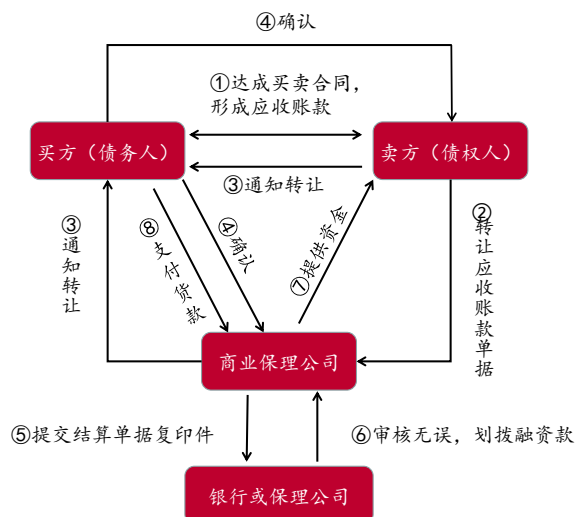 ④确认
①达成买卖合同，
形成应收账款
买方（债务人）
卖方（债权人）
③通知转让
③通知转让
⑧支付货款
④确认
⑦提供资金
②转让应收账款单据
商业保理公司
⑤提交结算单据复印件
⑥审核无误，划拨融资款
银行或保理公司